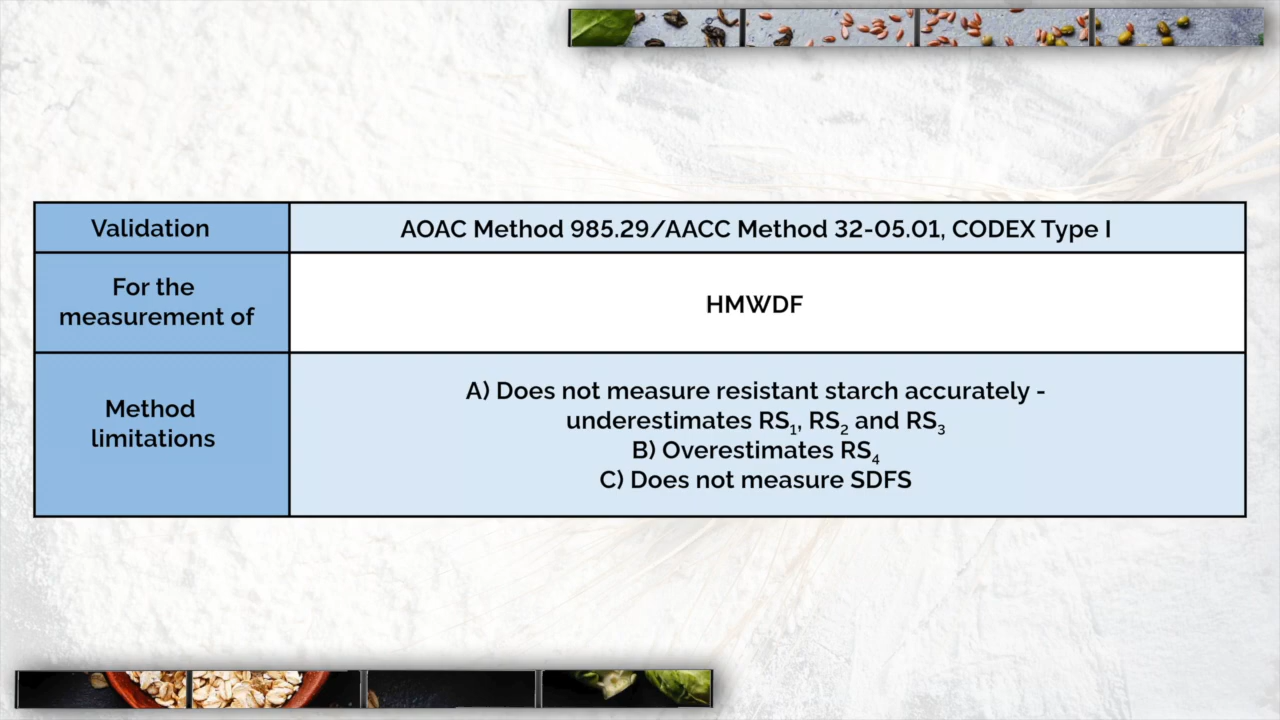 Validation
AOAC Method 985.29/AACC Method 32-05.01, CODEX Type I
For the
measurement of
HMWDF
Method
limitations
A) Does not measure resistant starch accurately -
underestimates RS₁, RS₂ and RS₃
B) Overestimates RS₄
C) Does not measure SDFS